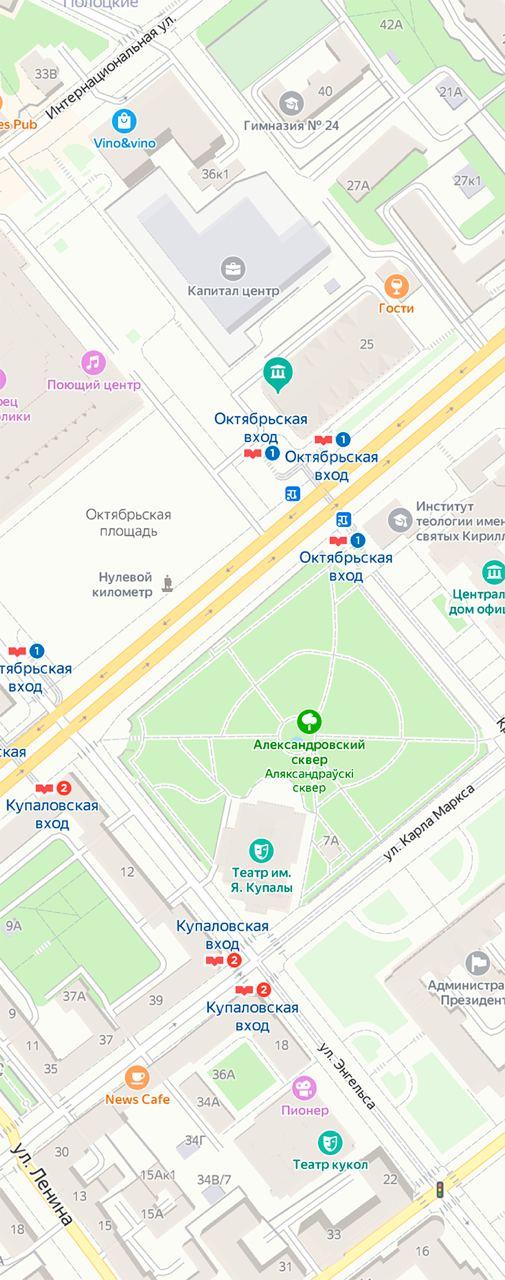 Полоцкие
Интернациональная ул.
42А
33В
es Pub
Vino&vino
40
21А
Гимназия № 24
36к1
27А
27к1
Капитал центр
Гости
25
Поющий центр
рец
олики
Октябрьская
вход
1
1
Октябрьская
вход
Октябрьская
площадь
Институт
теологии имен
святых Кирилл
1
Октябрьская
вход
Нулевой
километр
Централ
дом офиц
1
тябрьская
вход
ская
Александровский
сквер
Аляксандраўскі
сквер
2
Купаловская
вход
ул. Карла Маркса
7А
Театр им.
Я. Купалы
12
9А
Купаловская
вход
2
Администра
Президент
2
Купаловская
вход
37А
39
9
11
37
35
18
ул. Энгельса
36А
News Cafe
34А
Пионер
34Г
Театр кукол
ул. Ленина
30
15Ак1
34В/7
22
13
15
15А
18
31
33
16